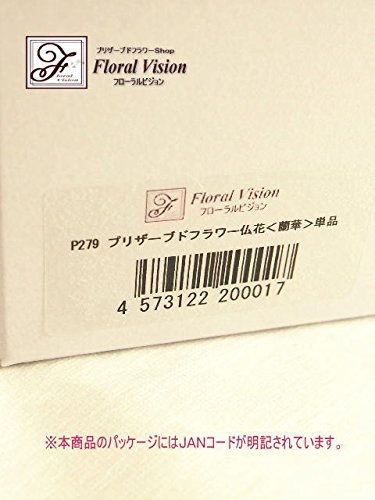 プリザーブドフラワーShop
Floral Vision
フローラルビジョン
Floral
Vision
Floral Vision
フローラルビジョン
P279 プリザーブドフラワー仏花＜蘭華＞単品
4 573122 200017
※本商品のパッケージにはJANコードが明記されています。